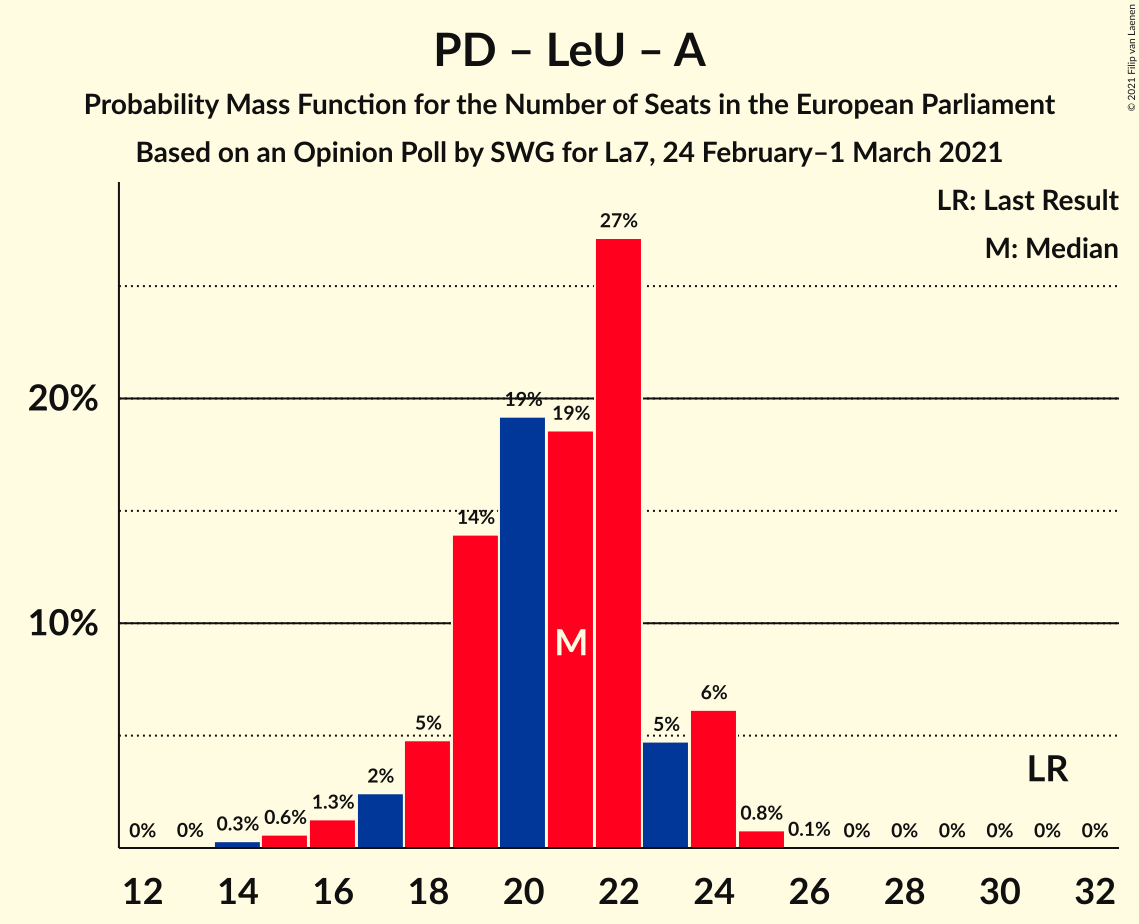 PD – LeU – A
Probability Mass Function for the Number of Seats in the European Parliament
Based on an Opinion Poll by SWG for La7, 24 February–1 March 2021
© 2021 Filip van Laenen
LR: Last Result
M: Median
20%
10%
0% 0% 0.3% 0.6% 1.3% 2% 5% 14% 19% 19% 27% 5% 6% 0.8% 0.1% 0% 0% 0% 0% 0% 0%
M
LR
12 14 16 18 20 22 24 26 28 30 32